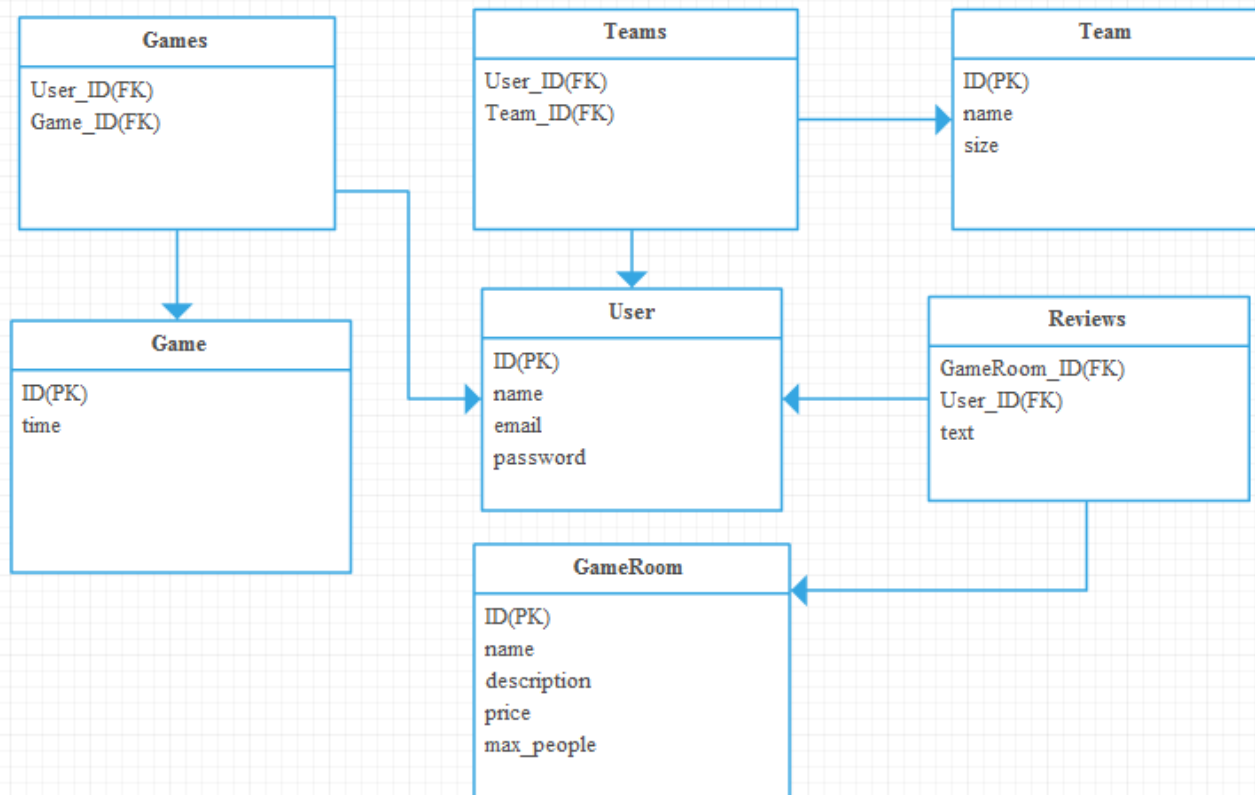 Games
User_ID(FK)
Game_ID(FK)
Teams
User_ID(FK)
Team_ID(FK)
Team
ID(PK)
name
size
Game
ID(PK)
time
User
ID(PK)
name
email
password
Reviews
GameRoom_ID(FK)
User_ID(FK)
text
GameRoom
ID(PK)
name
description
price
max_people